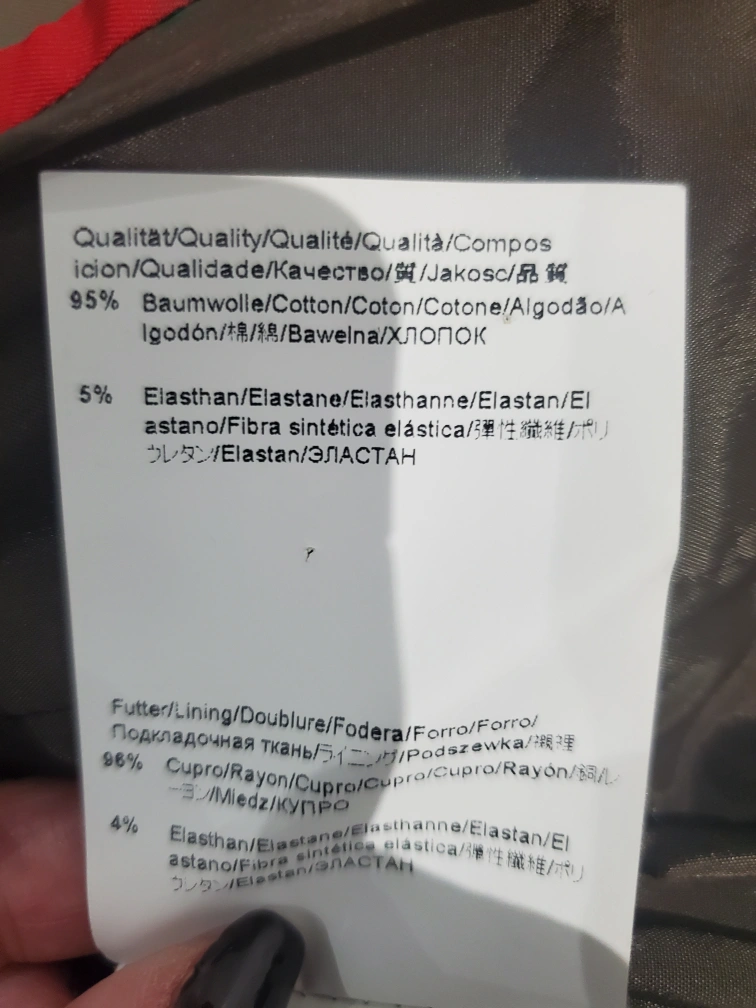 Qualität/Quality/Qualité/Qualità/Compos
icion/Qualidade/Качество/質/Jakosc/品質
95% Baumwolle/Cotton/Coton/Cotone/Algodão/A
lgodón/棉/綿/Bawelna/ХЛОПОК
5% Elasthan/Elastane/Elasthanne/Elastan/El
astano/Fibra sintética elástica/彈性纖維/ポリ
ウレタン/Elastan/ЭЛАСТАН
Futter/Lining/Doublure/Fodera/Forro/Forro/
Подкладочная ткань/ライニング/Podszewka/襯裡
96% Cupro/Rayon/Cupro/Cupro/Cupro/Rayón/銅/レ
ーヨン/Miedz/КУПРО
4% Elasthan/Elastane/Elasthanne/Elastan/El
astano/Fibra sintética elástica/彈性纖維/ポリ
ウレタン/Elastan/ЭЛАСТАН